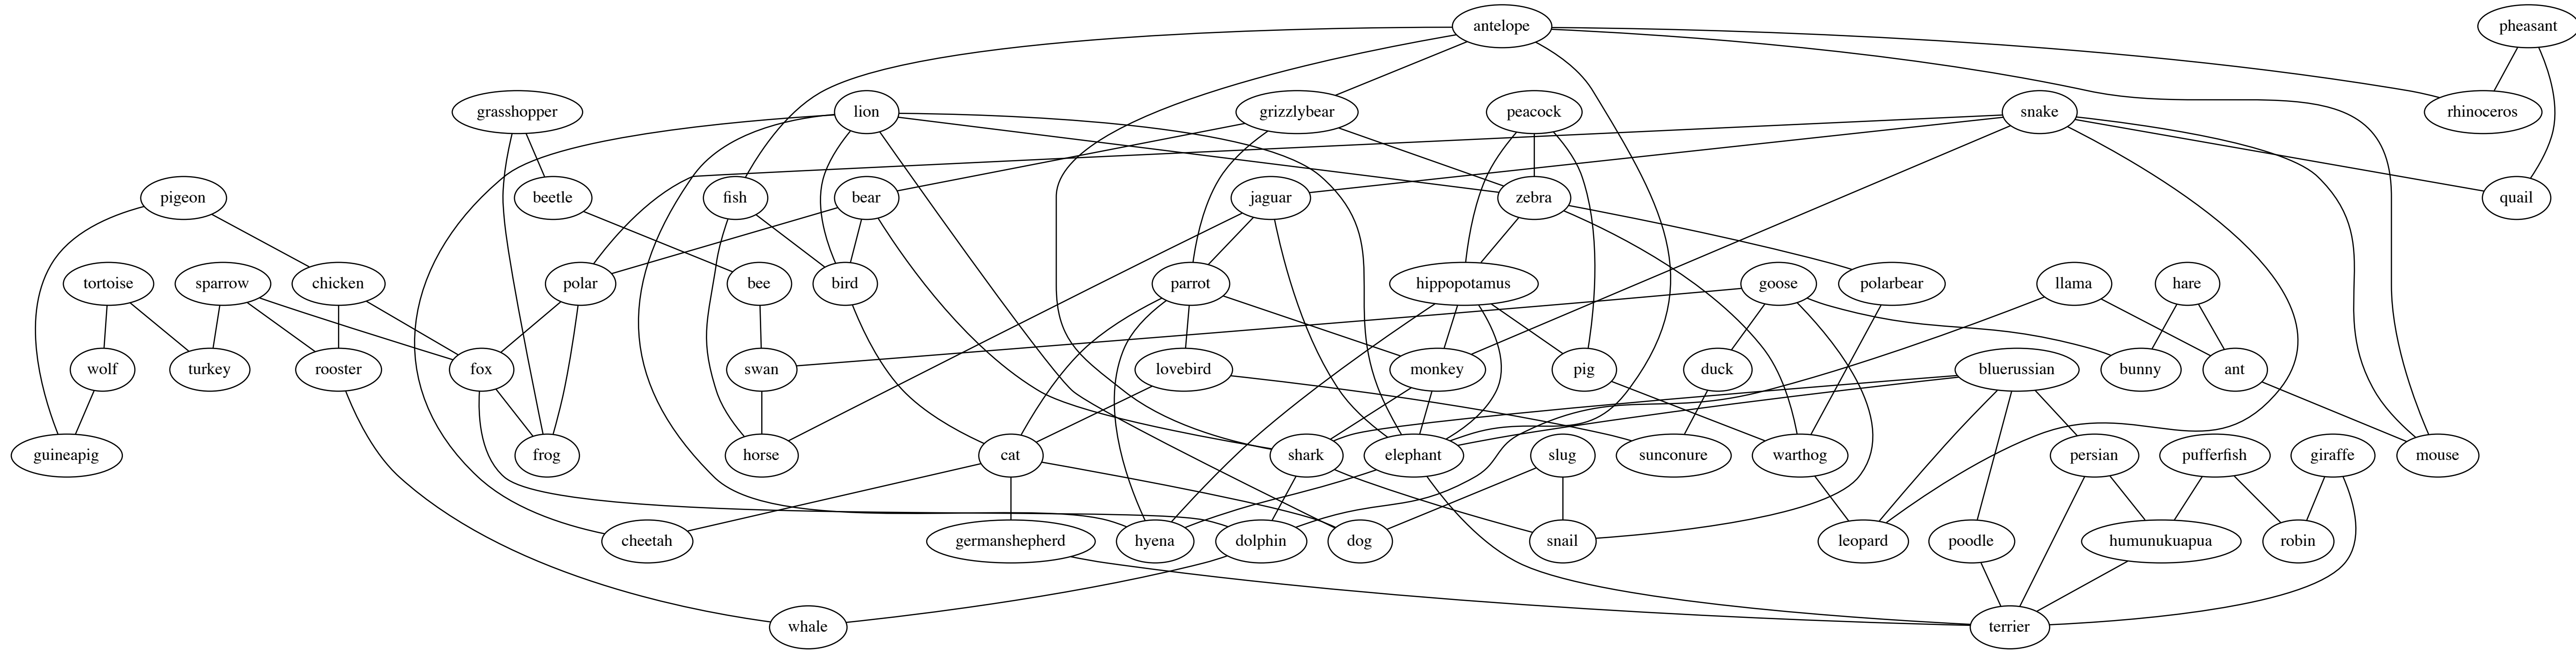 antelope
pheasant
grasshopper
lion
grizzlybear
peacock
snake
rhinoceros
pigeon
beetle
fish
bear
jaguar
zebra
quail
tortoise
sparrow
chicken
polar
bee
bird
parrot
hippopotamus
goose
polarbear
llama
hare
wolf
turkey
rooster
fox
swan
lovebird
monkey
pig
duck
bluerussian
bunny
ant
guineapig
frog
horse
cat
shark
elephant
slug
sunconure
warthog
persian
pufferfish
giraffe
mouse
cheetah
germanshepherd
hyena
dolphin
dog
snail
leopard
poodle
humunukuapua
robin
whale
terrier